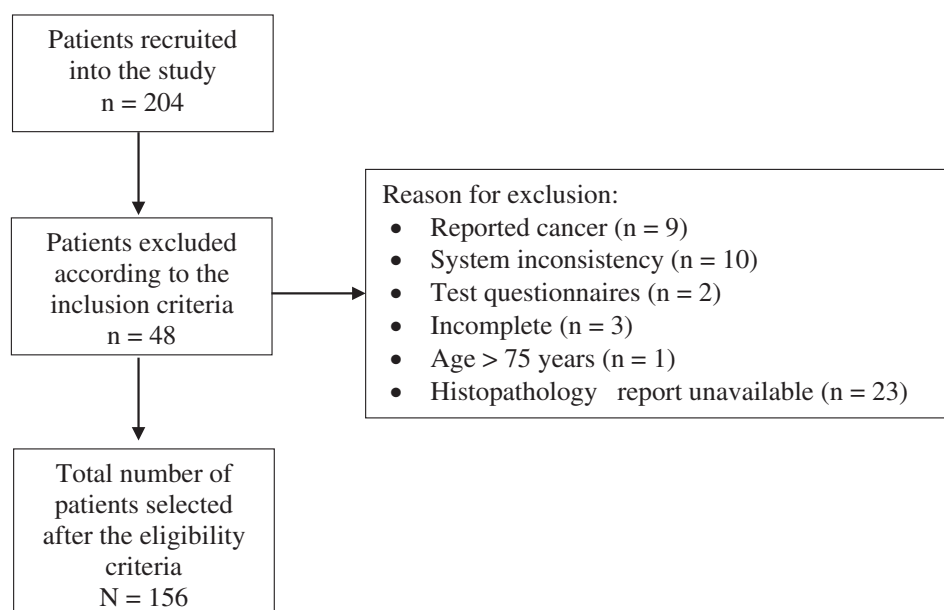 Patients recruited
into the study
n = 204
Patients excluded
according to the
inclusion criteria
n = 48
Reason for exclusion:
• Reported cancer (n = 9)
• System inconsistency (n = 10)
• Test questionnaires (n = 2)
• Incomplete (n = 3)
• Age > 75 years (n = 1)
• Histopathology report unavailable (n = 23)
Total number of
patients selected
after the eligibility
criteria
N = 156